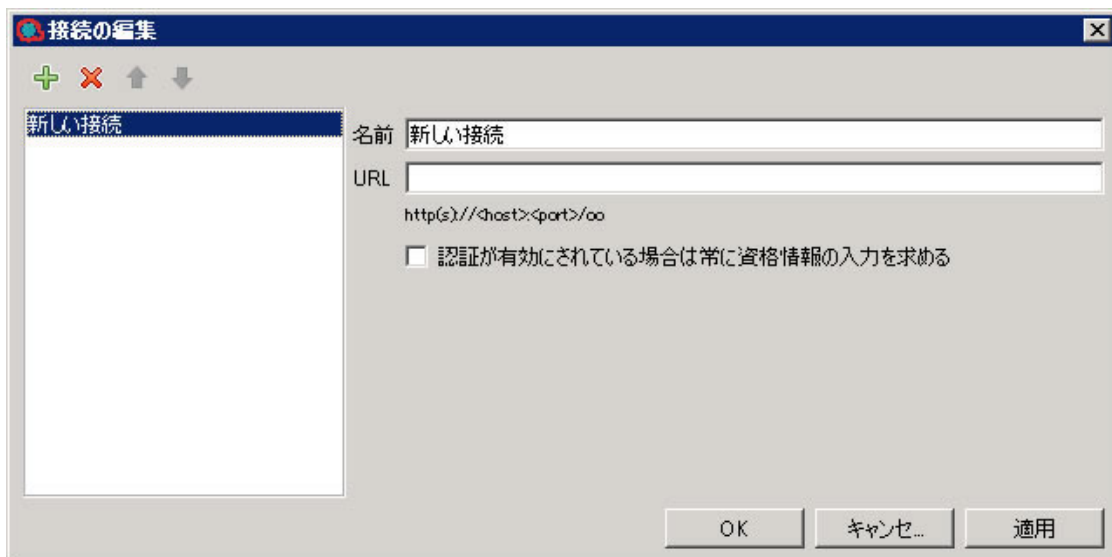 接続の編集
新しい接続
名前 新しい接続
URL
http(s)://<host>:<port>/oo
認証が有効にされている場合は常に資格情報の入力を求める
OK キャンセ... 適用